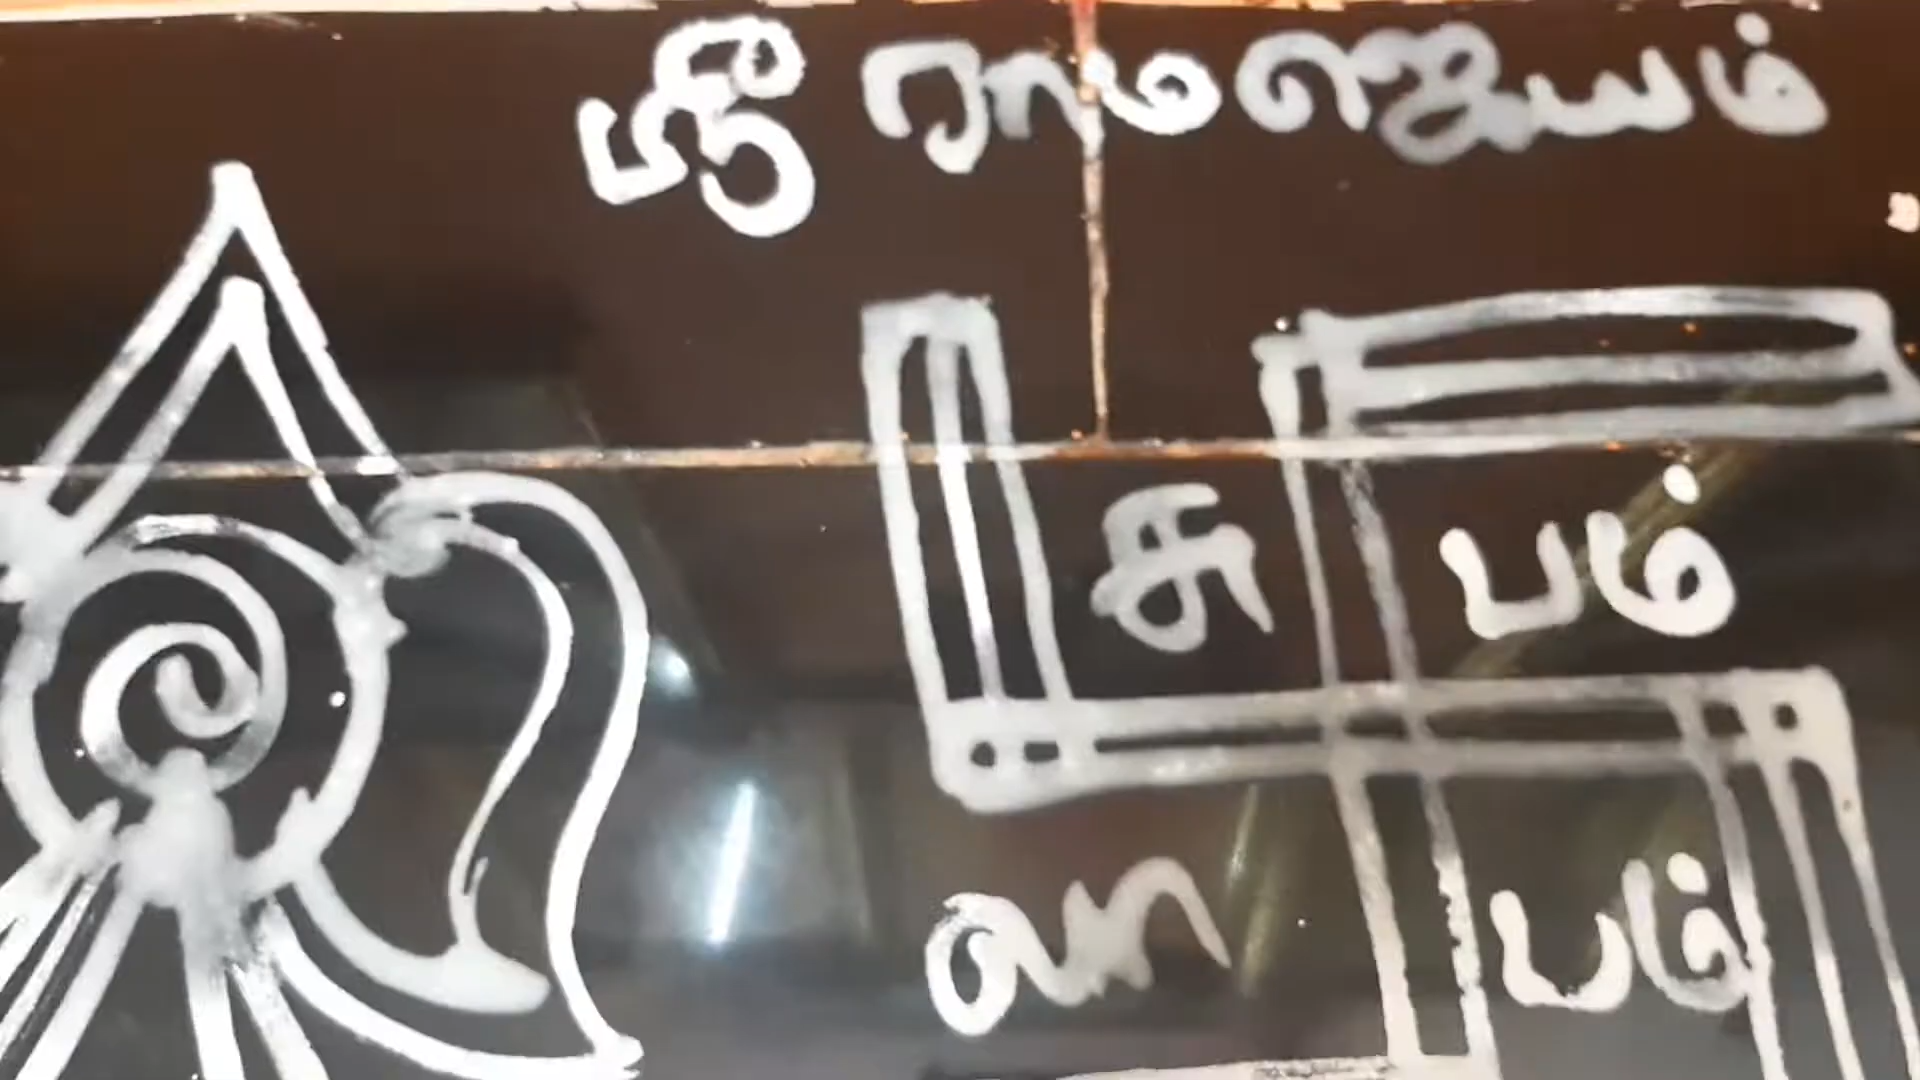 ஸ்ரீ ராமஜெயம்
சு பம்
லா பம்